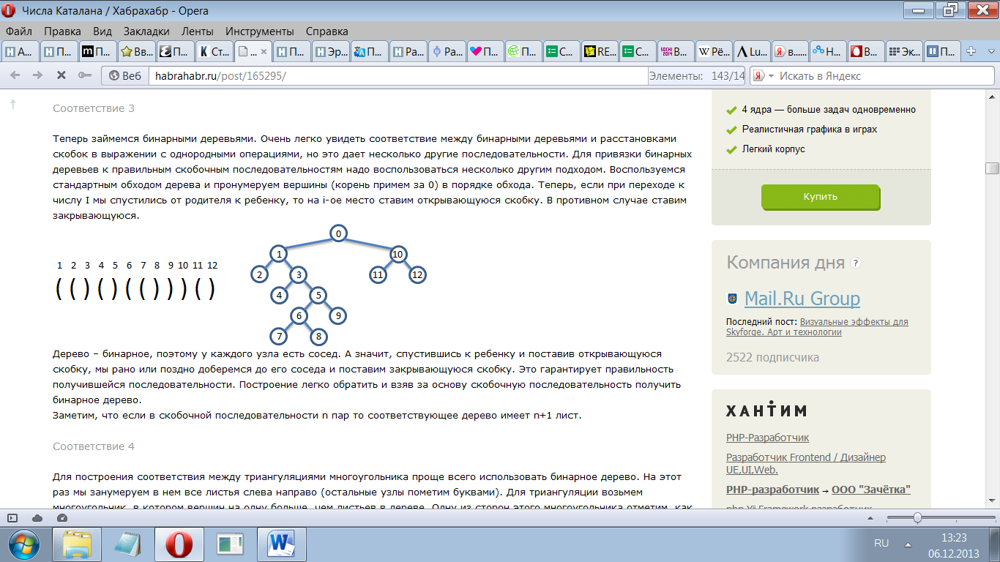 Числа Каталана / Хабрахабр - Opera
Файл Правка Вид Закладки Ленты Инструменты Справка
А... П... П... Вв... П... Ст... ... П... Эр... П... Ра... Ра... П... П... С... RE... С... В... Рё... Lu... в... Н... В... Эк... П...
Веб habrahabr.ru/post/165295/ Элементы: 143/14 Искать в Яндекс
Соответствие 3
Теперь займемся бинарными деревьями. Очень легко увидеть соответствие между бинарными деревьями и расстановками
скобок в выражении с однородными операциями, но это дает несколько другие последовательности. Для привязки бинарных
деревьев к правильным скобочным последовательностям надо воспользоваться несколько другим подходом. Воспользуемся
стандартным обходом дерева и пронумеруем вершины (корень примем за 0) в порядке обхода. Теперь, если при переходе к
числу I мы спустились от родителя к ребенку, то на i-ое место ставим открывающуюся скобку. В противном случае ставим
закрывающуюся.
1 2 3 4 5 6 7 8 9 10 11 12
( ( ) ( ) ( ( ) ) ) ( )
0
1 10
2 3 11 12
4 5
6 9
7 8
Дерево – бинарное, поэтому у каждого узла есть сосед. А значит, спустившись к ребенку и поставив открывающуюся
скобку, мы рано или поздно доберемся до его соседа и поставим закрывающуюся скобку. Это гарантирует правильность
получившейся последовательности. Построение легко обратить и взяв за основу скобочную последовательность получить
бинарное дерево.
Заметим, что если в скобочной последовательности n пар то соответствующее дерево имеет n+1 лист.
Соответствие 4
Для построения соответствия между триангуляциями многоугольника проще всего использовать бинарное дерево. На этот
раз мы занумеруем в нем все листья слева направо (остальные узлы пометим буквами). Для триангуляции возьмем
многоугольник, в котором вершин на одну больше, чем листьев в дереве. Одну из сторон этого многоугольника отметим, как
4 ядра — больше задач одновременно
Реалистичная графика в играх
Легкий корпус
Купить
Компания дня ?
Mail.Ru Group
Последний пост: Визуальные эффекты для
Skyforge. Арт и технологии
2522 подписчика
ХАНТИМ
PHP-Разработчик
Разработчик Frontend / Дизайнер
UE,UI,Web.
PHP-разработчик → ООО "Зачётка"
php Yii Framework разработчик
RU 13:23
06.12.2013